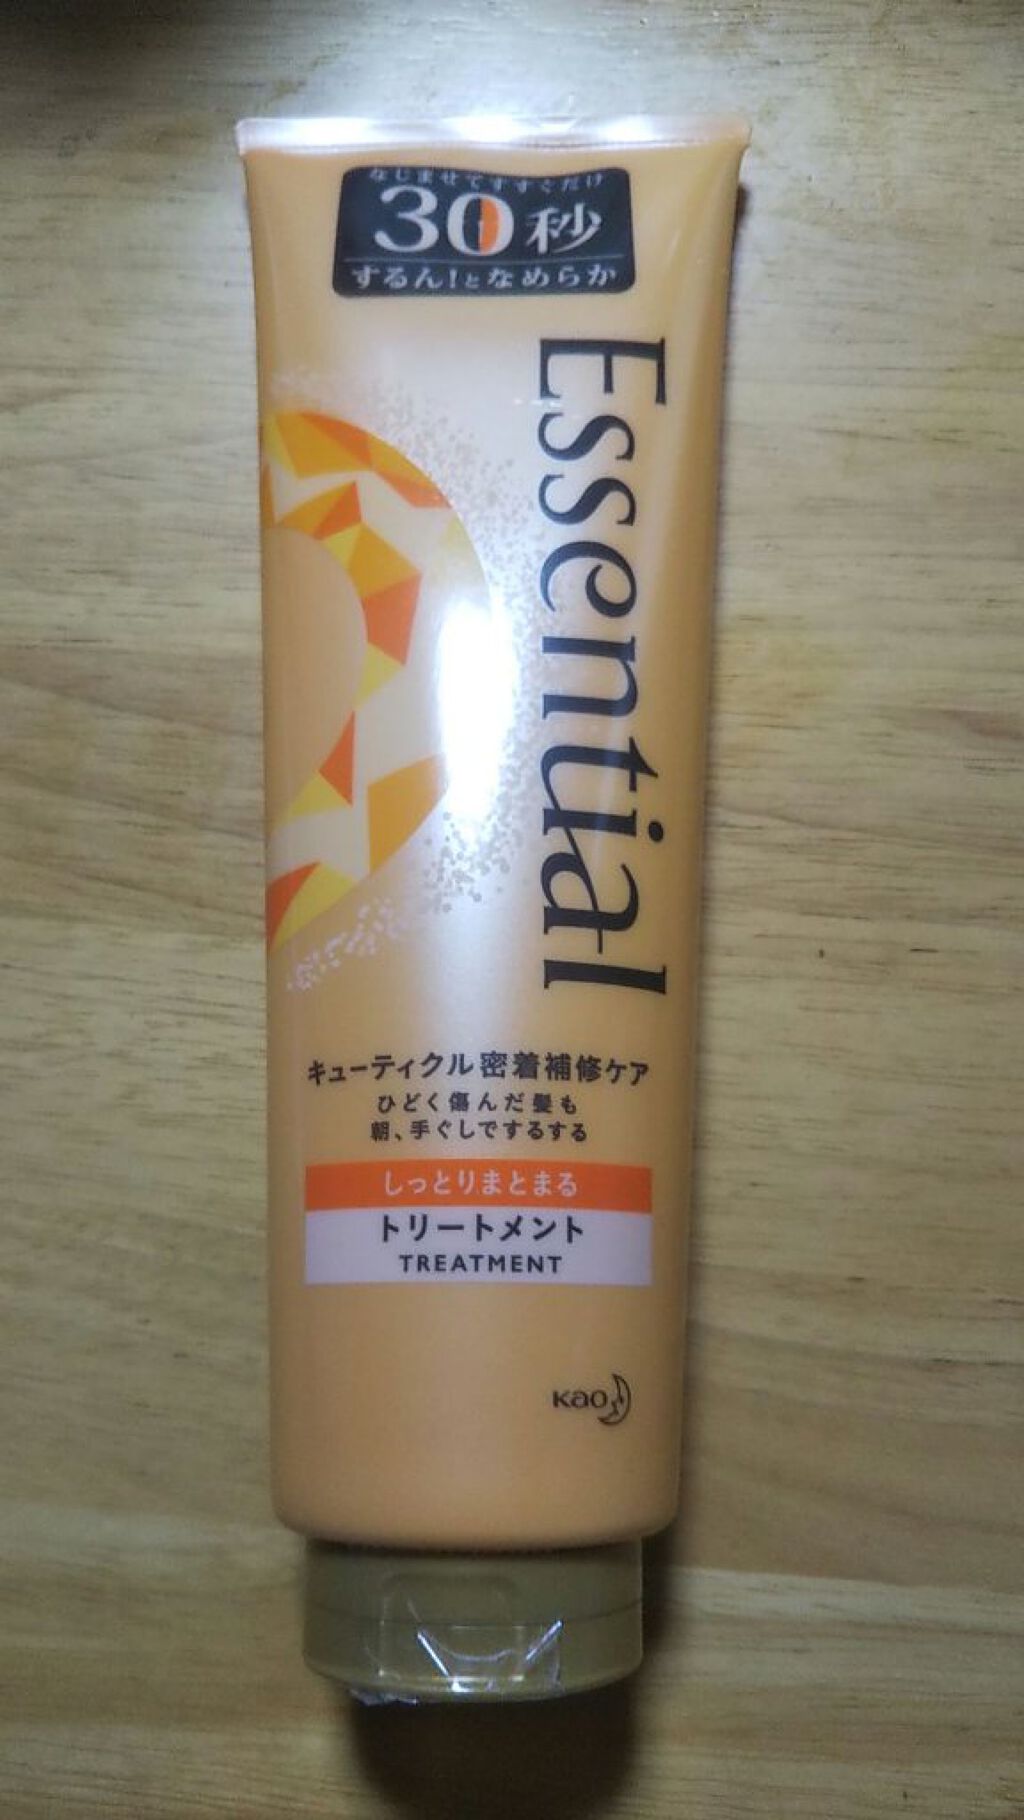 なじませてすすぐだけ
30秒
するん!となめらか
Essential
キューティクル密着補修ケア
ひどく傷んだ髪も
朝、手ぐしでするする
しっとりまとまる
トリートメント
TREATMENT
Kao